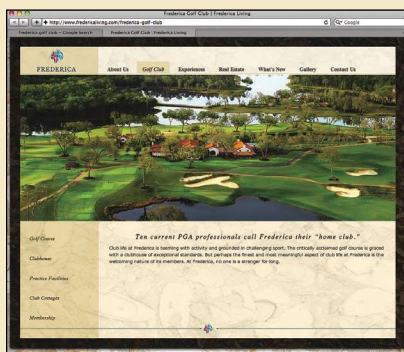 Frederica Golf Club | Frederica Living
http://www.fredericaliving.com/frederica-golf-club
Google
frederica golf club - Google Search
Frederica Golf Club : Frederica Living
FREDERICA
About Us
Golf Club
Experiences
Real Estate
What's New
Gallery
Contact Us
Golf Course
Clubhouse
Practice Facilities
Club Cottages
Membership
Ten current PGA professionals call Frederica their "home club."
Club life at Frederica is teeming with activity and grounded in challenging sport. The critically acclaimed golf course is graced
with a clubhouse of exceptional standards. But perhaps the finest and most meaningful aspect of club life at Frederica is the
welcoming nature of its members. At Frederica, no one is a stranger for long.